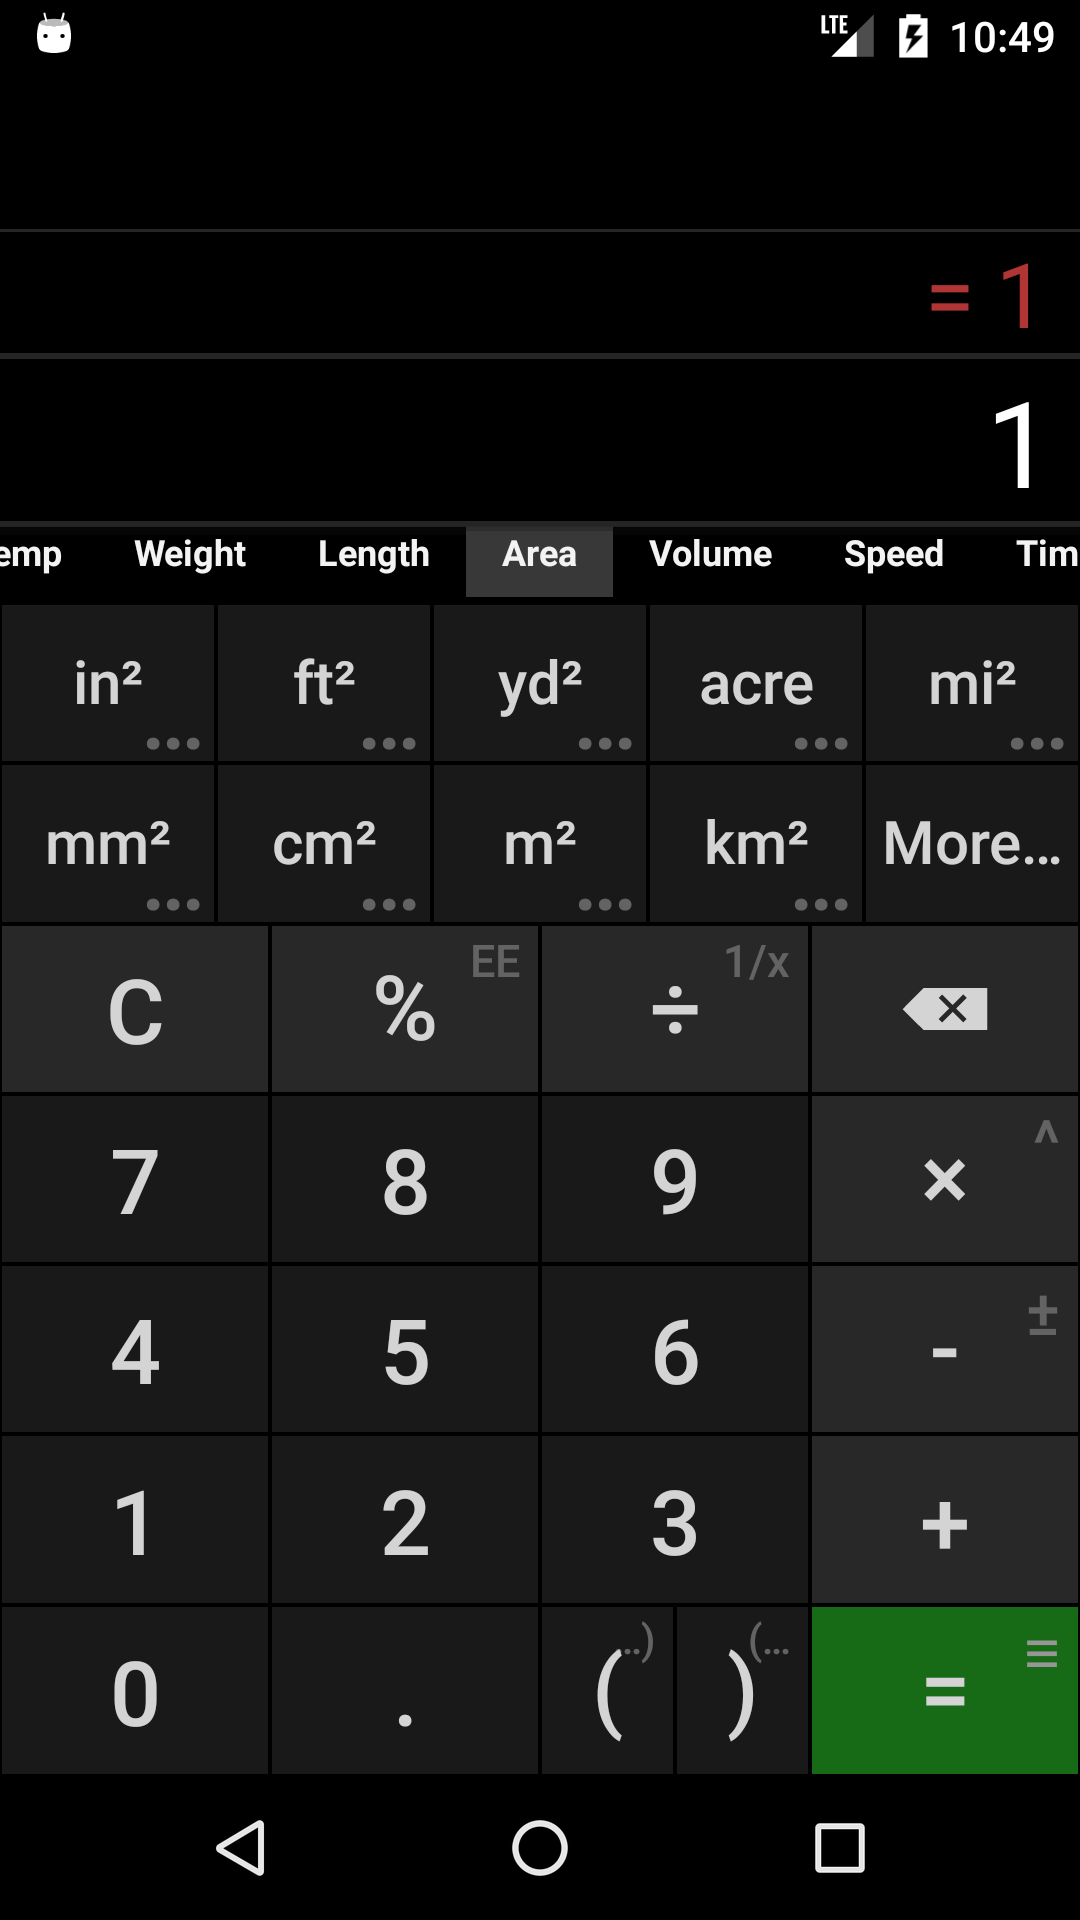 LTE 10:49
= 1
1
emp Weight Length Area Volume Speed Tim
in² ft² yd² acre mi²
mm² cm² m² km² More...
C % EE ÷ 1/x
7 8 9 × ^
4 5 6 - ±
1 2 3 +
0 . ( ..) ) (... =